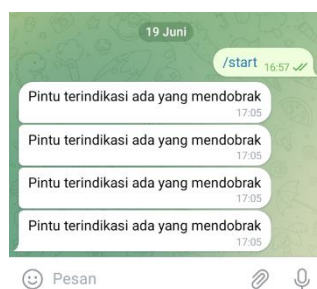 19 Juni
/start 16:57
Pintu terindikasi ada yang mendobrak
17:05
Pintu terindikasi ada yang mendobrak
17:05
Pintu terindikasi ada yang mendobrak
17:05
Pintu terindikasi ada yang mendobrak
17:05
Pesan